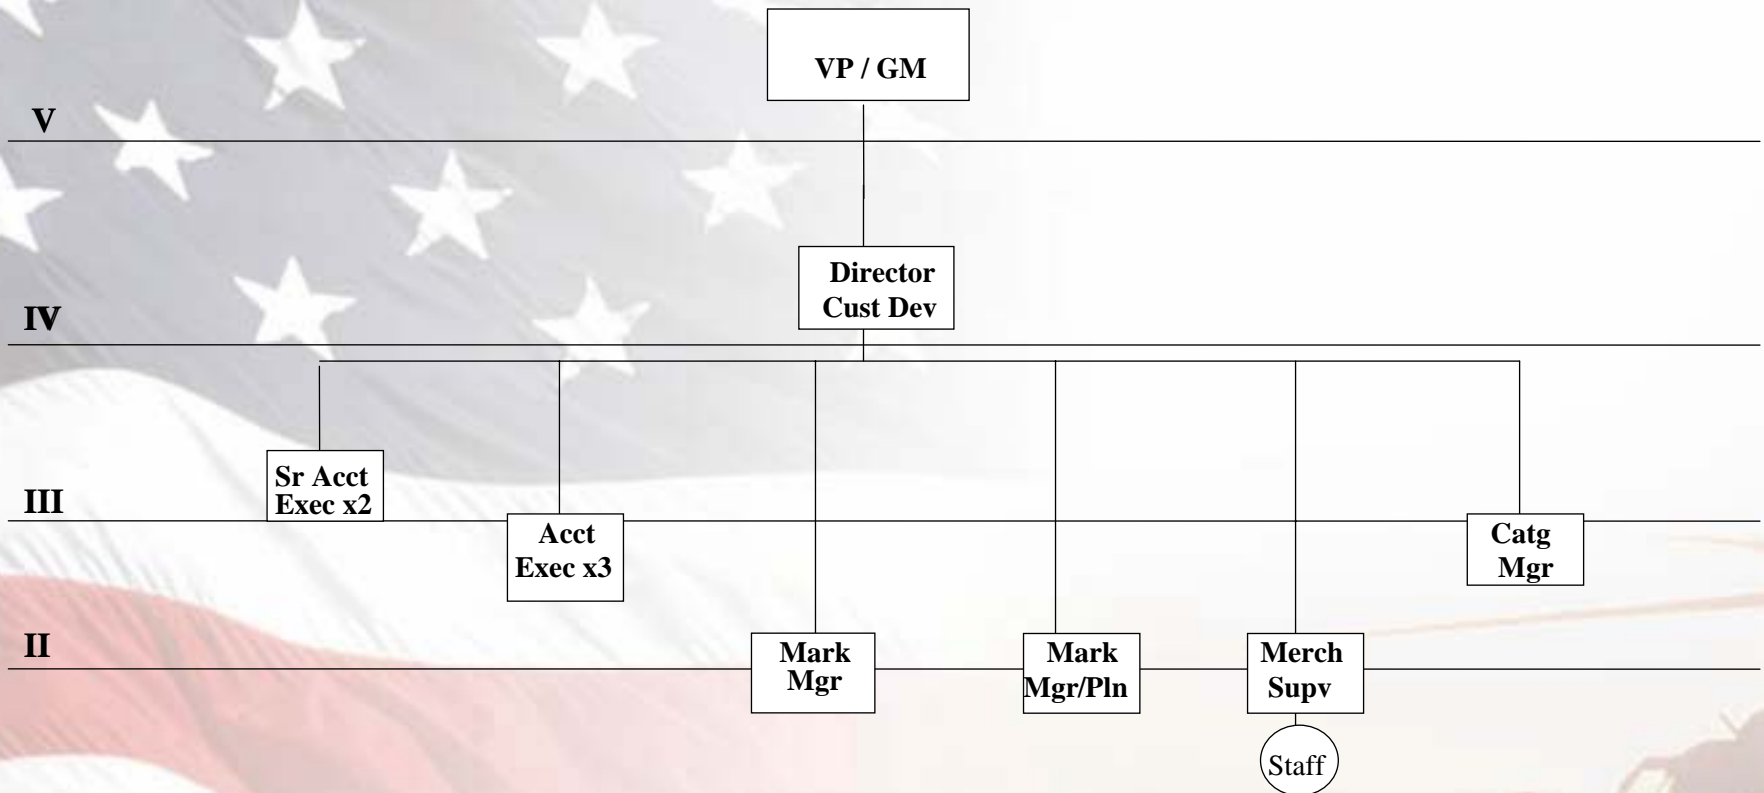 VP / GM
V
Director
Cust Dev
IV
Sr Acct
Exec x2
III
Acct
Exec x3
Catg
Mgr
II
Mark
Mgr
Mark
Mgr/Pln
Merch
Supv
Staff